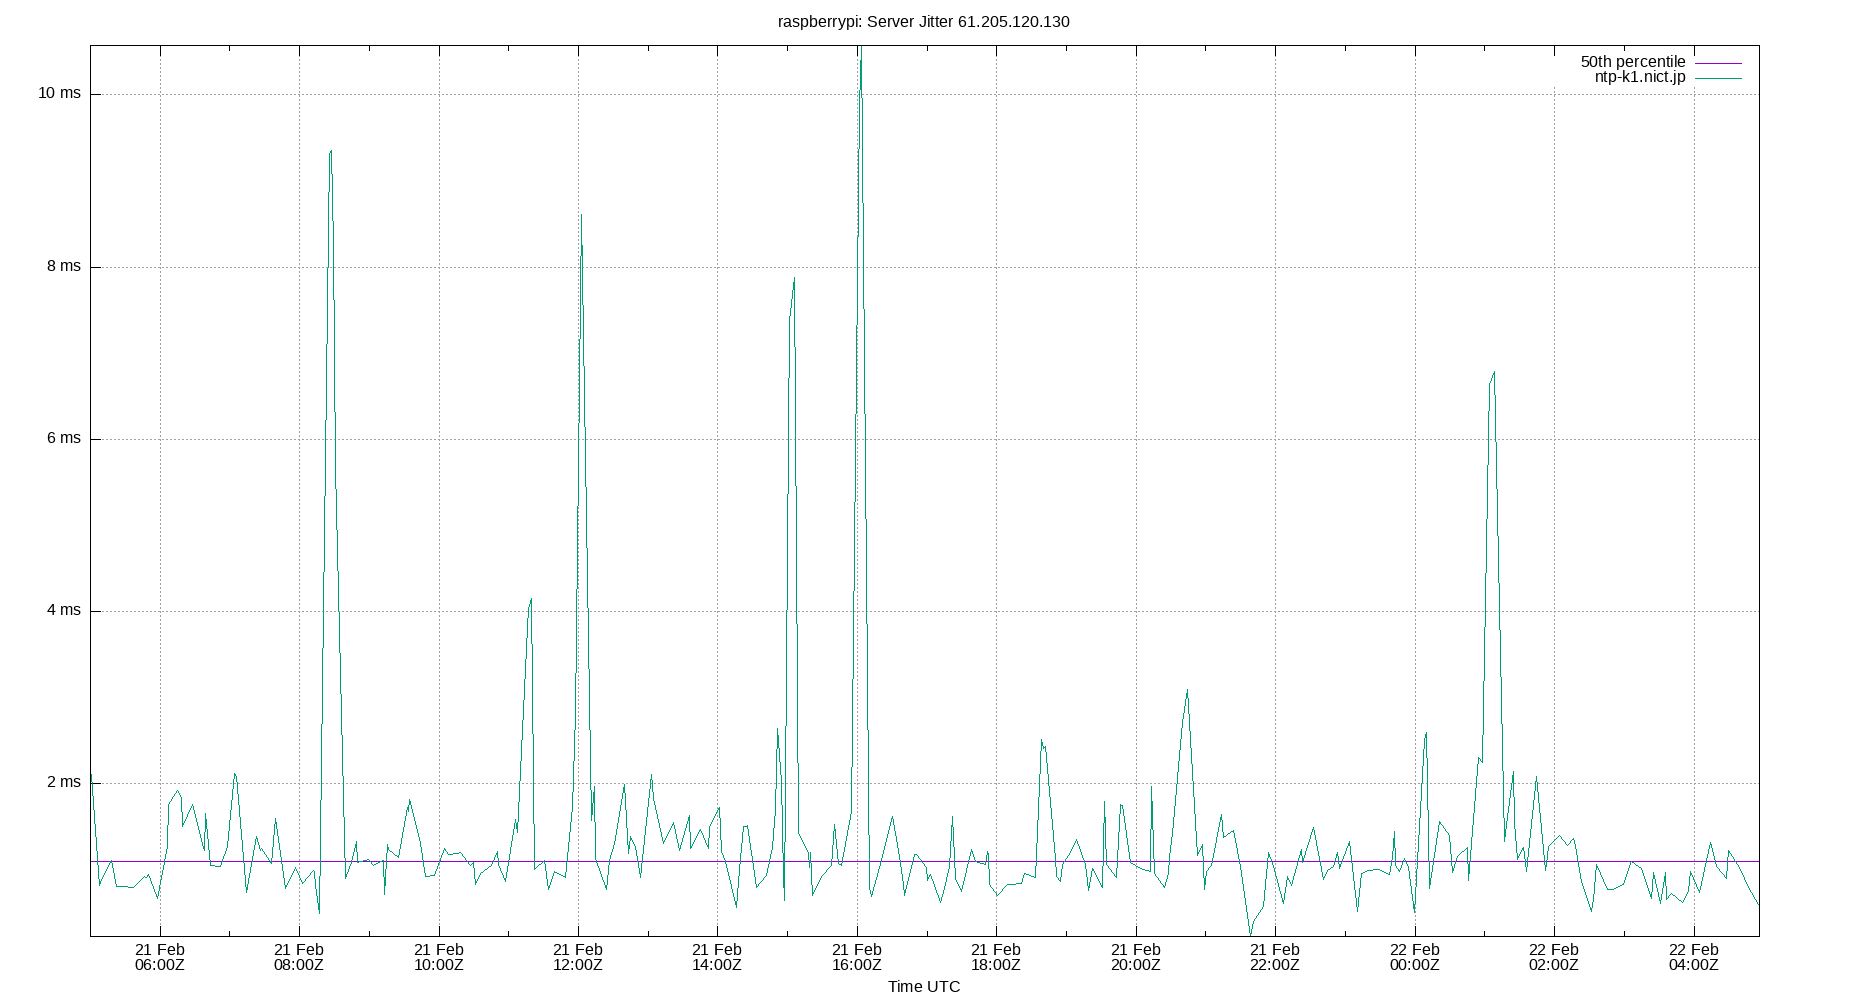 raspberrypi: Server Jitter 61.205.120.130
50th percentile
ntp-k1.nict.jp
10 ms
8 ms
6 ms
4 ms
2 ms
21 Feb 21 Feb 21 Feb 21 Feb 21 Feb 21 Feb 21 Feb 21 Feb 21 Feb 22 Feb 22 Feb 22 Feb
06:00Z 08:00Z 10:00Z 12:00Z 14:00Z 16:00Z 18:00Z 20:00Z 22:00Z 00:00Z 02:00Z 04:00Z
Time UTC